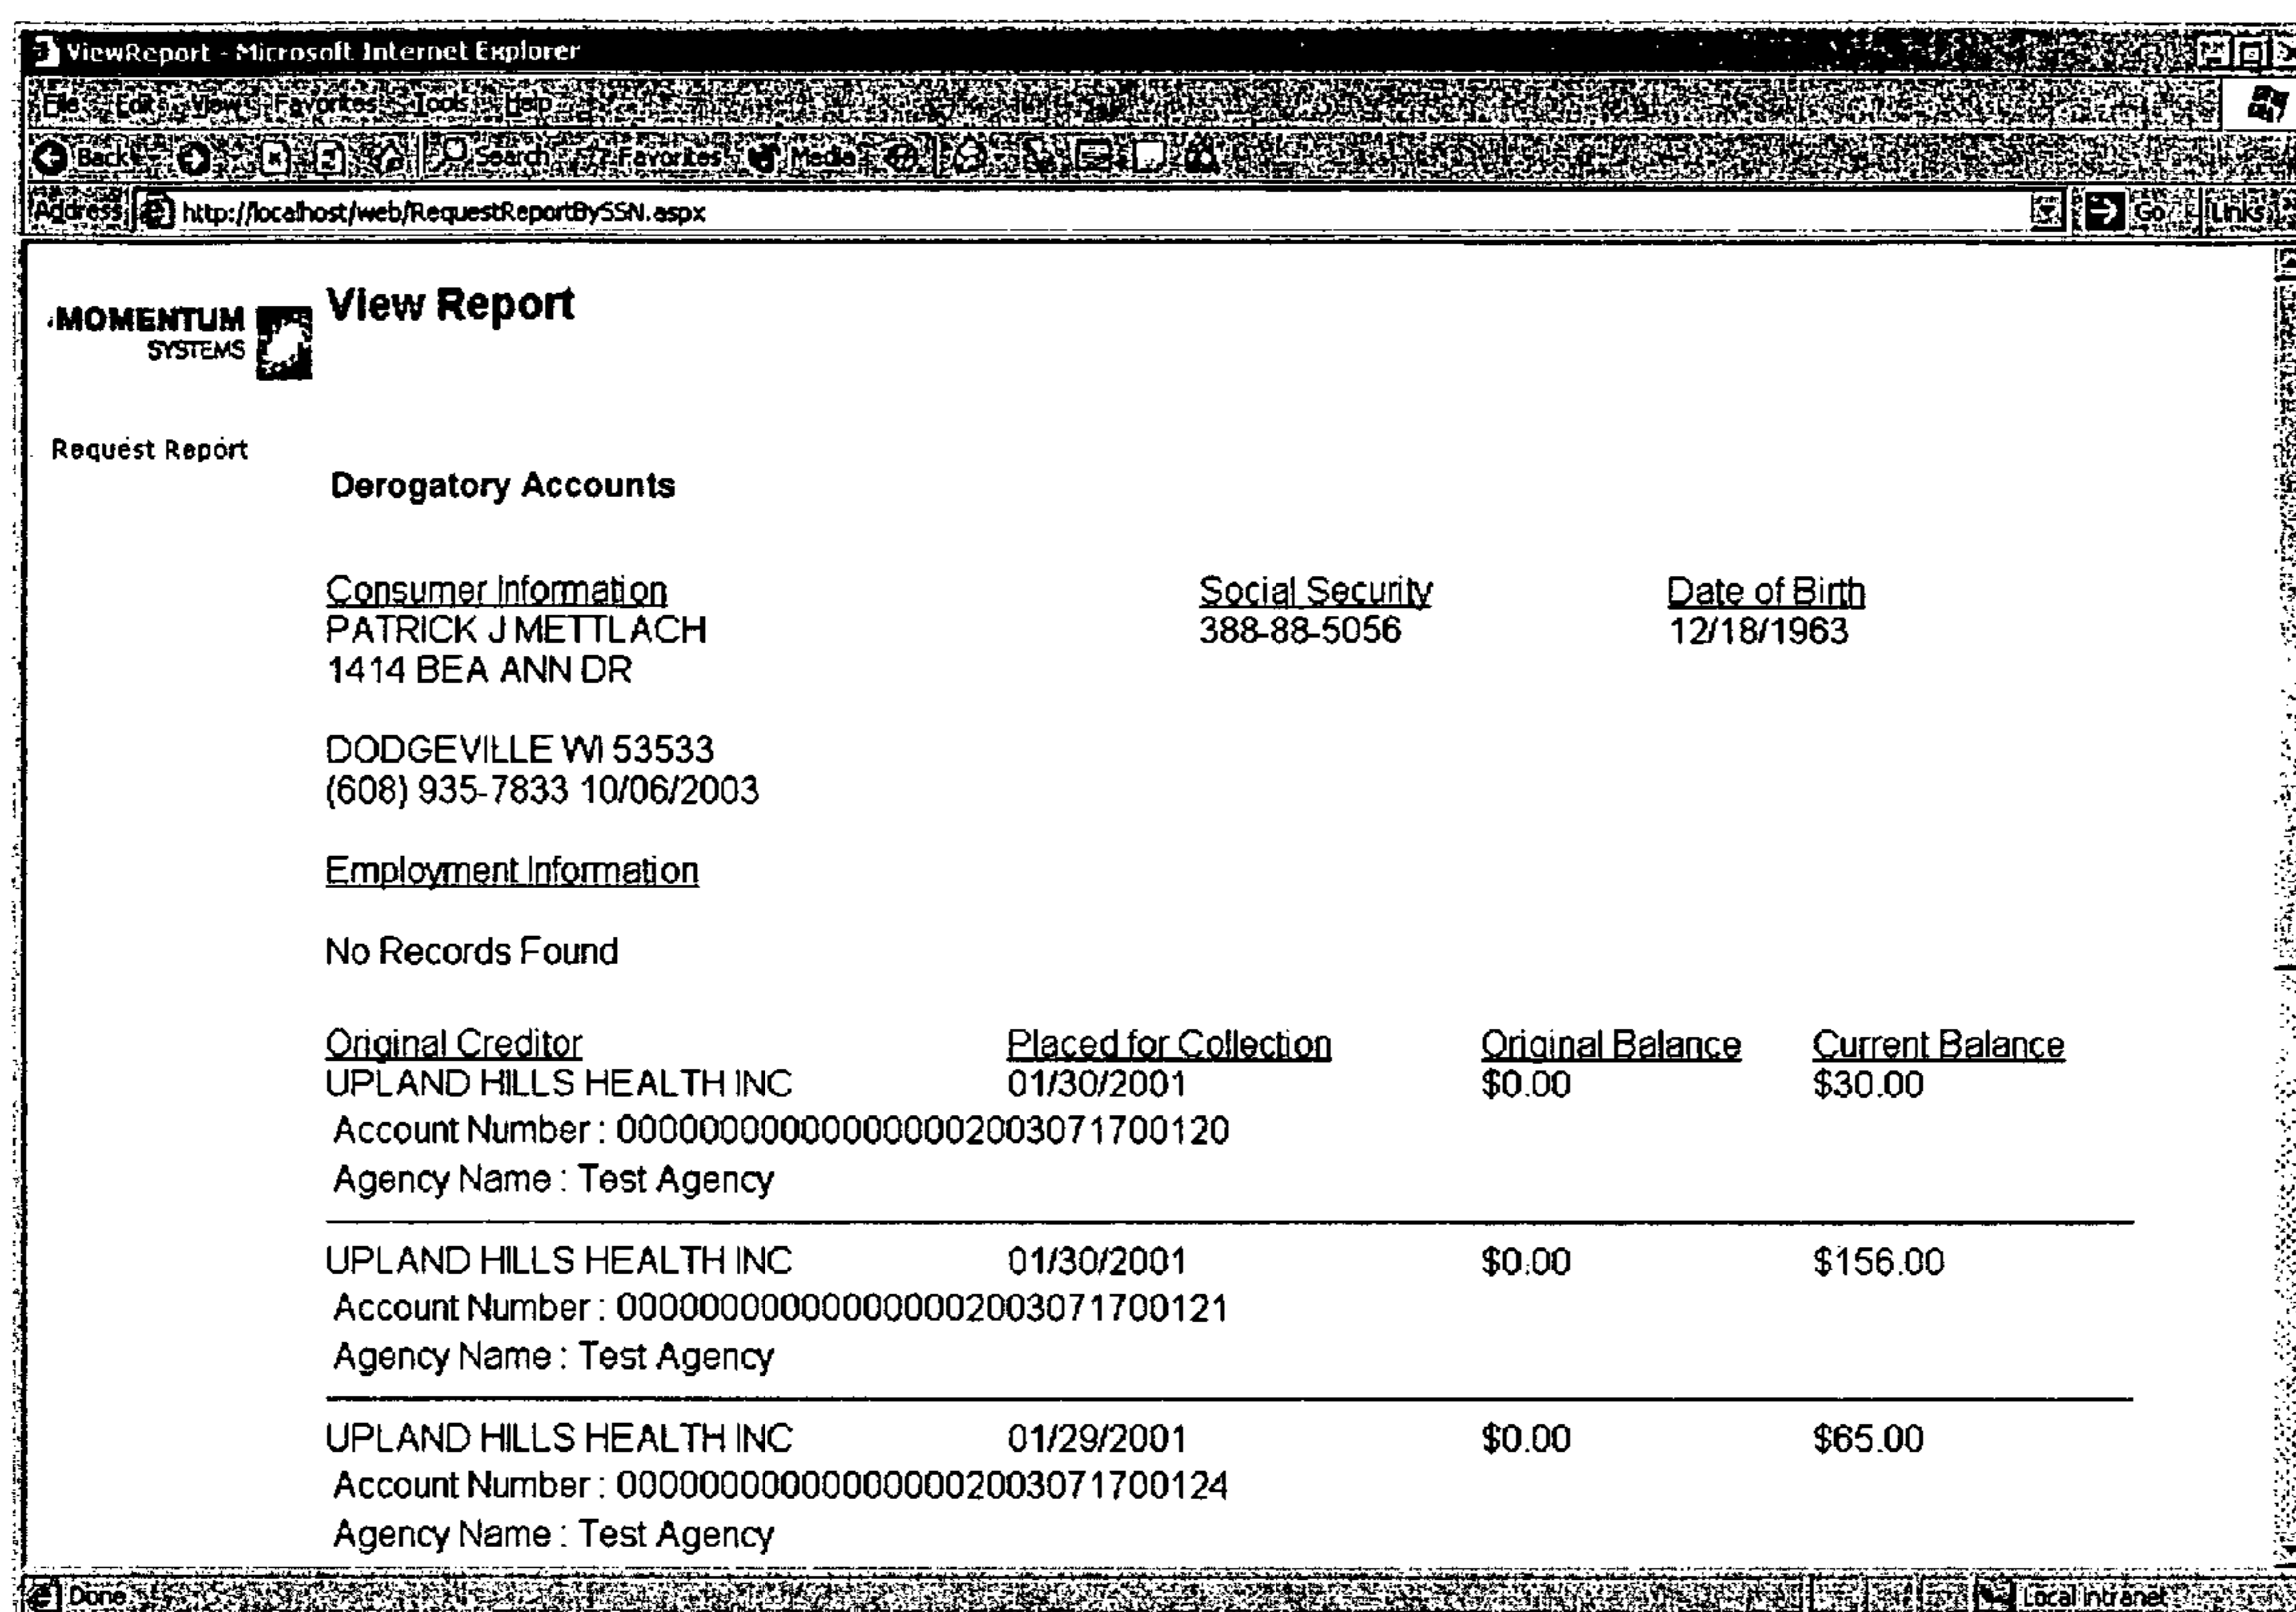 ViewReport - Microsoft Internet Explorer
File Edit View Favorites Tools Help
Back Search Favorites Media
Address http://localhost/web/RequestReportBySSN.aspx Go Links
MOMENTUM
SYSTEMS
View Report
Request Report
Derogatory Accounts
Consumer Information Social Security Date of Birth
PATRICK J METTLACH 388-88-5056 12/18/1963
1414 BEA ANN DR
DODGEVILLE WI 53533
(608) 935-7833 10/06/2003
Employment Information
No Records Found
Original Creditor Placed for Collection Original Balance Current Balance
UPLAND HILLS HEALTH INC 01/30/2001 $0.00 $30.00
Account Number : 000000000000000002003071700120
Agency Name : Test Agency
UPLAND HILLS HEALTH INC 01/30/2001 $0.00 $156.00
Account Number : 000000000000000002003071700121
Agency Name : Test Agency
UPLAND HILLS HEALTH INC 01/29/2001 $0.00 $65.00
Account Number : 000000000000000002003071700124
Agency Name : Test Agency
Done Local intranet